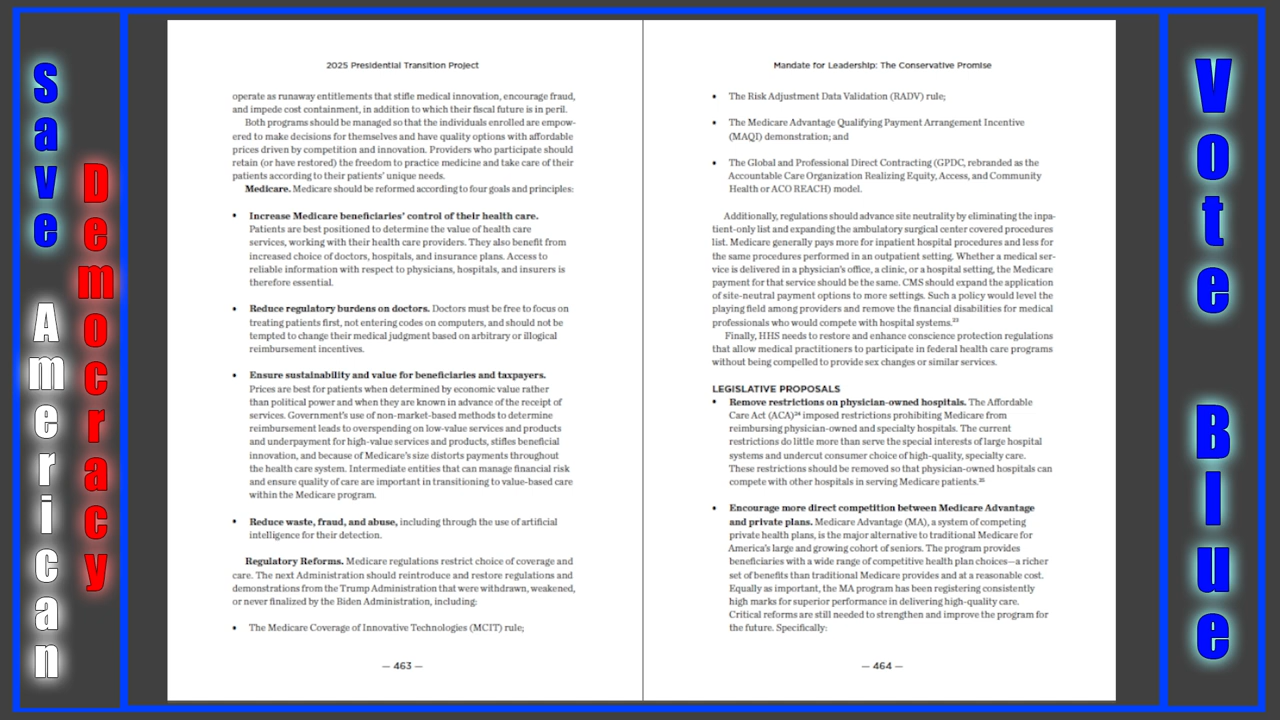 Save American
Democracy
2025 Presidential Transition Project
operate as runaway entitlements that stifle medical innovation, encourage fraud,
and impede cost containment, in addition to which their fiscal future is in peril.
Both programs should be managed so that the individuals enrolled are empow-
ered to make decisions for themselves and have quality options with affordable
prices driven by competition and innovation. Providers who participate should
retain (or have restored) the freedom to practice medicine and take care of their
patients according to their patients' unique needs.
Medicare. Medicare should be reformed according to four goals and principles:
• Increase Medicare beneficiaries' control of their health care.
Patients are best positioned to determine the value of health care
services, working with their health care providers. They also benefit from
increased choice of doctors, hospitals, and insurance plans. Access to
reliable information with respect to physicians, hospitals, and insurers is
therefore essential.
• Reduce regulatory burdens on doctors. Doctors must be free to focus on
treating patients first, not entering codes on computers, and should not be
tempted to change their medical judgment based on arbitrary or illogical
reimbursement incentives.
• Ensure sustainability and value for beneficiaries and taxpayers.
Prices are best for patients when determined by economic value rather
than political power and when they are known in advance of the receipt of
services. Government's use of non-market-based methods to determine
reimbursement leads to overspending on low-value services and products
and underpayment for high-value services and products, stifles beneficial
innovation, and because of Medicare's size distorts payments throughout
the health care system. Intermediate entities that can manage financial risk
and ensure quality of care are important in transitioning to value-based care
within the Medicare program.
• Reduce waste, fraud, and abuse, including through the use of artificial
intelligence for their detection.
Regulatory Reforms. Medicare regulations restrict choice of coverage and
care. The next Administration should reintroduce and restore regulations and
demonstrations from the Trump Administration that were withdrawn, weakened,
or never finalized by the Biden Administration, including:
• The Medicare Coverage of Innovative Technologies (MCIT) rule;
— 463 —
Mandate for Leadership: The Conservative Promise
• The Risk Adjustment Data Validation (RADV) rule;
• The Medicare Advantage Qualifying Payment Arrangement Incentive
(MAQI) demonstration; and
• The Global and Professional Direct Contracting (GPDC, rebranded as the
Accountable Care Organization Realizing Equity, Access, and Community
Health or ACO REACH) model.
Additionally, regulations should advance site neutrality by eliminating the inpa-
tient-only list and expanding the ambulatory surgical center covered procedures
list. Medicare generally pays more for inpatient hospital procedures and less for
the same procedures performed in an outpatient setting. Whether a medical ser-
vice is delivered in a physician's office, a clinic, or a hospital setting, the Medicare
payment for that service should be the same. CMS should expand the application
of site-neutral payment options to more settings. Such a policy would level the
playing field among providers and remove the financial disabilities for medical
professionals who would compete with hospital systems.²³
Finally, HHS needs to restore and enhance conscience protection regulations
that allow medical practitioners to participate in federal health care programs
without being compelled to provide sex changes or similar services.
LEGISLATIVE PROPOSALS
• Remove restrictions on physician-owned hospitals. The Affordable
Care Act (ACA)²⁴ imposed restrictions prohibiting Medicare from
reimbursing physician-owned and specialty hospitals. The current
restrictions do little more than serve the special interests of large hospital
systems and undercut consumer choice of high-quality, specialty care.
These restrictions should be removed so that physician-owned hospitals can
compete with other hospitals in serving Medicare patients.²⁵
• Encourage more direct competition between Medicare Advantage
and private plans. Medicare Advantage (MA), a system of competing
private health plans, is the major alternative to traditional Medicare for
America's large and growing cohort of seniors. The program provides
beneficiaries with a wide range of competitive health plan choices—a richer
set of benefits than traditional Medicare provides and at a reasonable cost.
Equally as important, the MA program has been registering consistently
high marks for superior performance in delivering high-quality care.
Critical reforms are still needed to strengthen and improve the program for
the future. Specifically:
— 464 —
Vote Blue